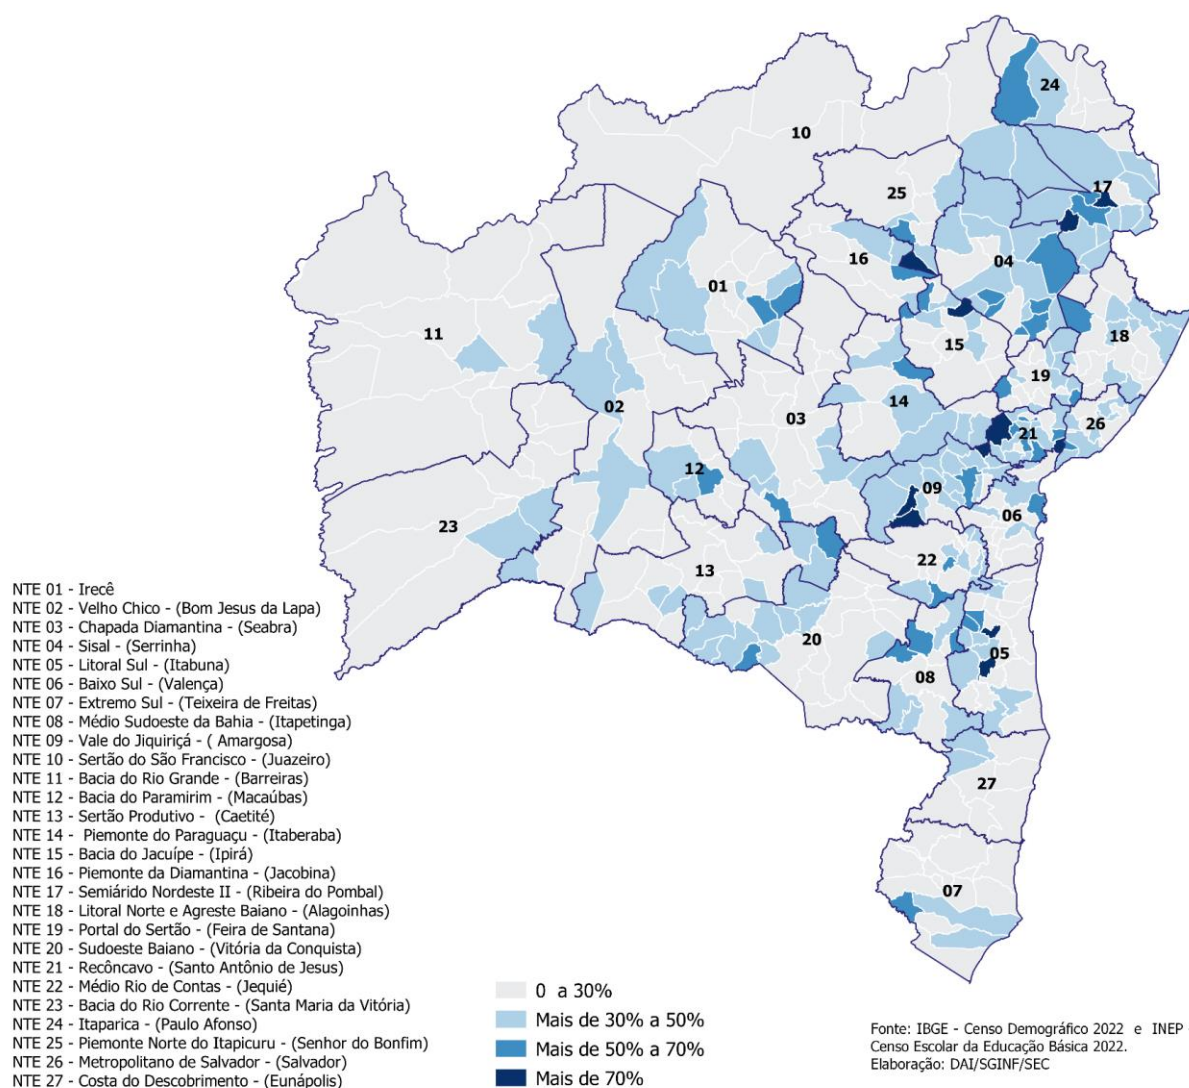 24
10
25
17
16
04
01
11
15
18
19
02
14
03
26
21
12
09
23
06
22
13
20
05
08
27
07
NTE 01 - Irecê
NTE 02 - Velho Chico - (Bom Jesus da Lapa)
NTE 03 - Chapada Diamantina - (Seabra)
NTE 04 - Sisal - (Serrinha)
NTE 05 - Litoral Sul - (Itabuna)
NTE 06 - Baixo Sul - (Valença)
NTE 07 - Extremo Sul - (Teixeira de Freitas)
NTE 08 - Médio Sudoeste da Bahia - (Itapetinga)
NTE 09 - Vale do Jiquiriçá - ( Amargosa)
NTE 10 - Sertão do São Francisco - (Juazeiro)
NTE 11 - Bacia do Rio Grande - (Barreiras)
NTE 12 - Bacia do Paramirim - (Macaúbas)
NTE 13 - Sertão Produtivo - (Caetité)
NTE 14 - Piemonte do Paraguaçu - (Itaberaba)
NTE 15 - Bacia do Jacuípe - (Ipirá)
NTE 16 - Piemonte da Diamantina - (Jacobina)
NTE 17 - Semiárido Nordeste II - (Ribeira do Pombal)
NTE 18 - Litoral Norte e Agreste Baiano - (Alagoinhas)
NTE 19 - Portal do Sertão - (Feira de Santana)
NTE 20 - Sudoeste Baiano - (Vitória da Conquista)
NTE 21 - Recôncavo - (Santo Antônio de Jesus)
NTE 22 - Médio Rio de Contas - (Jequié)
NTE 23 - Bacia do Rio Corrente - (Santa Maria da Vitória)
NTE 24 - Itaparica - (Paulo Afonso)
NTE 25 - Piemonte Norte do Itapicuru - (Senhor do Bonfim)
NTE 26 - Metropolitano de Salvador - (Salvador)
NTE 27 - Costa do Descobrimento - (Eunápolis)
0 a 30%
Mais de 30% a 50%
Mais de 50% a 70%
Mais de 70%
Fonte: IBGE - Censo Demográfico 2022 e INEP
Censo Escolar da Educação Básica 2022.
Elaboração: DAI/SGINF/SEC